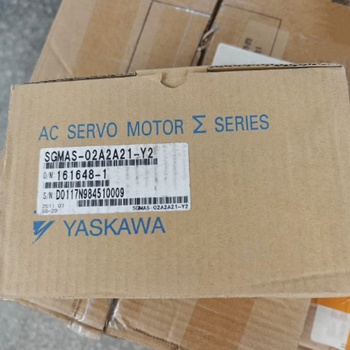 AC SERVO MOTOR Σ SERIES
SGMAS-02A2A21-Y2
O/N 161648-1
S/N D0117N984510009
SGMAS-02A2A21-Y2
YASKAWA